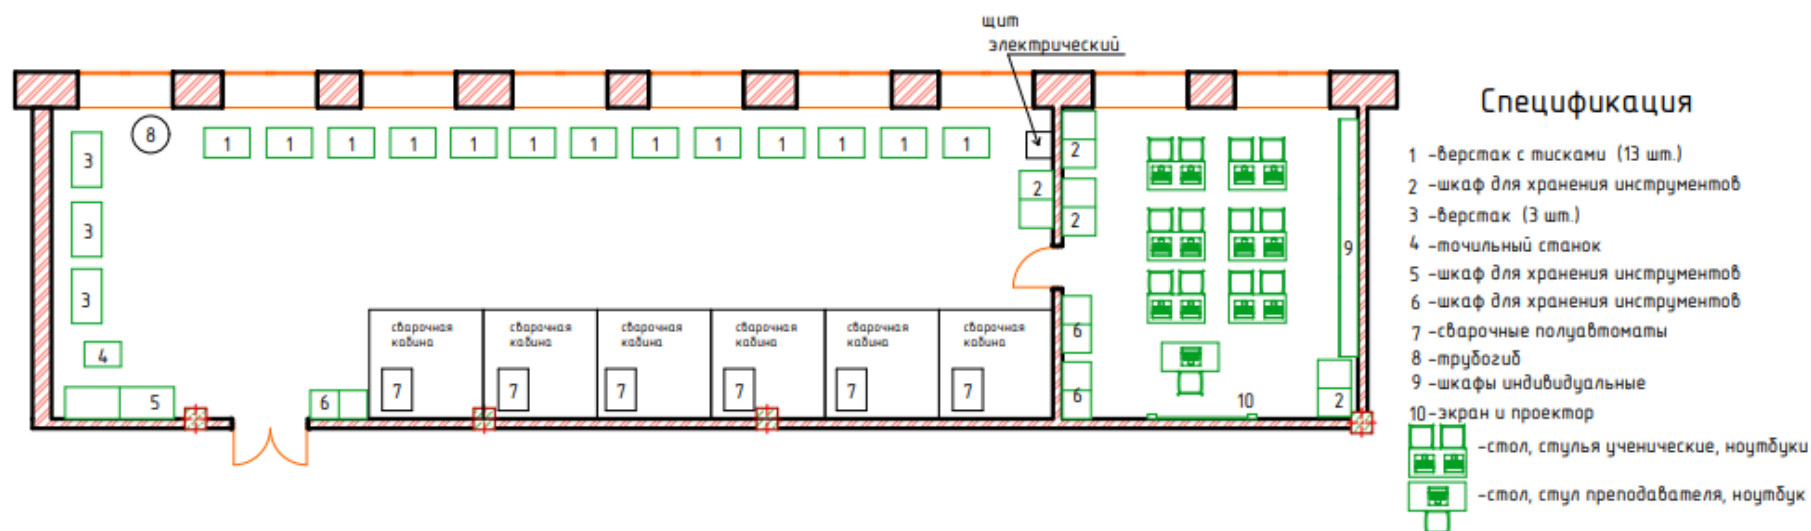 щит
электрический
8
1 1 1 1 1 1 1 1 1 1 1 1 1
3
3
3
4
5
6
2
2
2
сварочная
кабина
7
сварочная
кабина
7
сварочная
кабина
7
сварочная
кабина
7
сварочная
кабина
7
сварочная
кабина
7
6
6
9
10
2
Спецификация
1 -верстак с тисками (13 шт.)
2 -шкаф для хранения инструментов
3 -верстак (3 шт.)
4 -точильный станок
5 -шкаф для хранения инструментов
6 -шкаф для хранения инструментов
7 -сварочные полуавтоматы
8 -трубогиб
9 -шкафы индивидуальные
10-экран и проектор
-стол, стулья ученические, ноутбуки
-стол, стул преподавателя, ноутбук